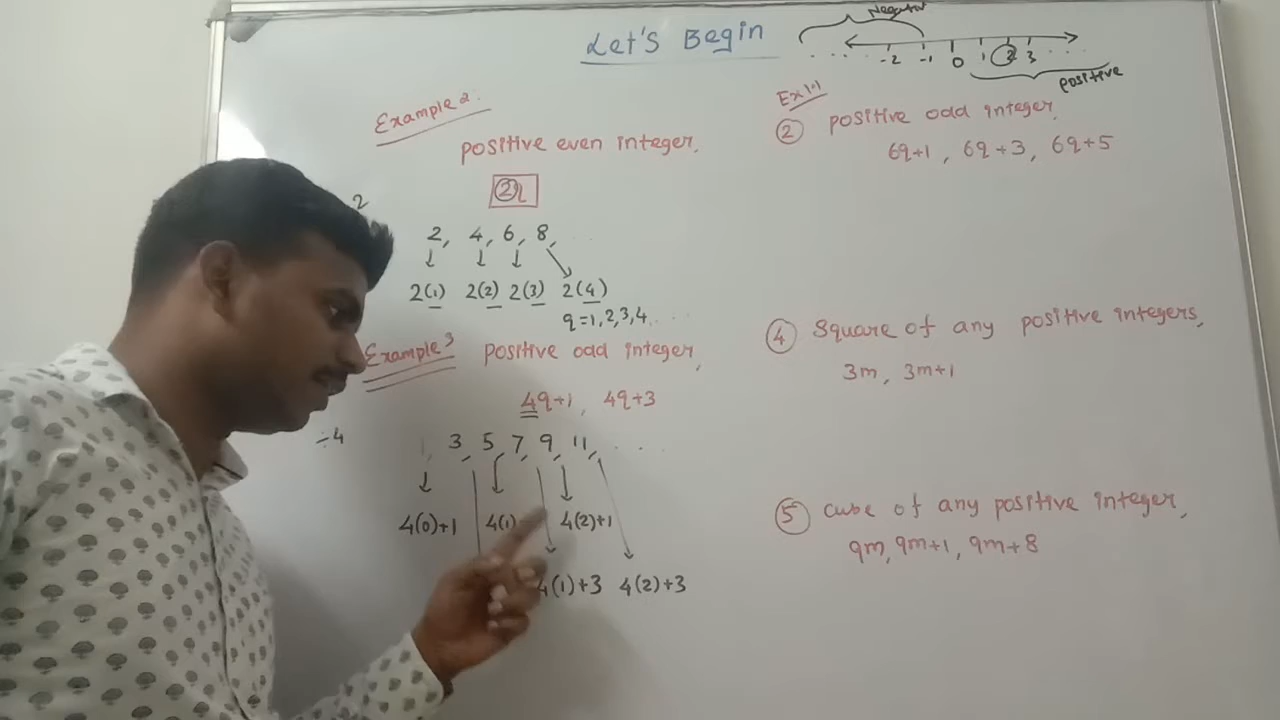 Let's Begin
Negative
-2 -1 0 1 2 3
positive
Example 2.
positive even integer.
2q
2
2, 4, 6, 8,
2(1) 2(2) 2(3) 2(4)
q=1,2,3,4. . . .
Example 3 positive odd integer,
4q+1, 4q+3
÷4
3, 5, 7, 9, 11, . . .
4(0)+1 4(1) 4(2)+1
4(1)+3 4(2)+3
Ex 1.1
② positive odd integer,
6q+1, 6q+3, 6q+5
④ Square of any positive integers,
3m, 3m+1
⑤ cube of any positive integer,
9m, 9m+1, 9m+8